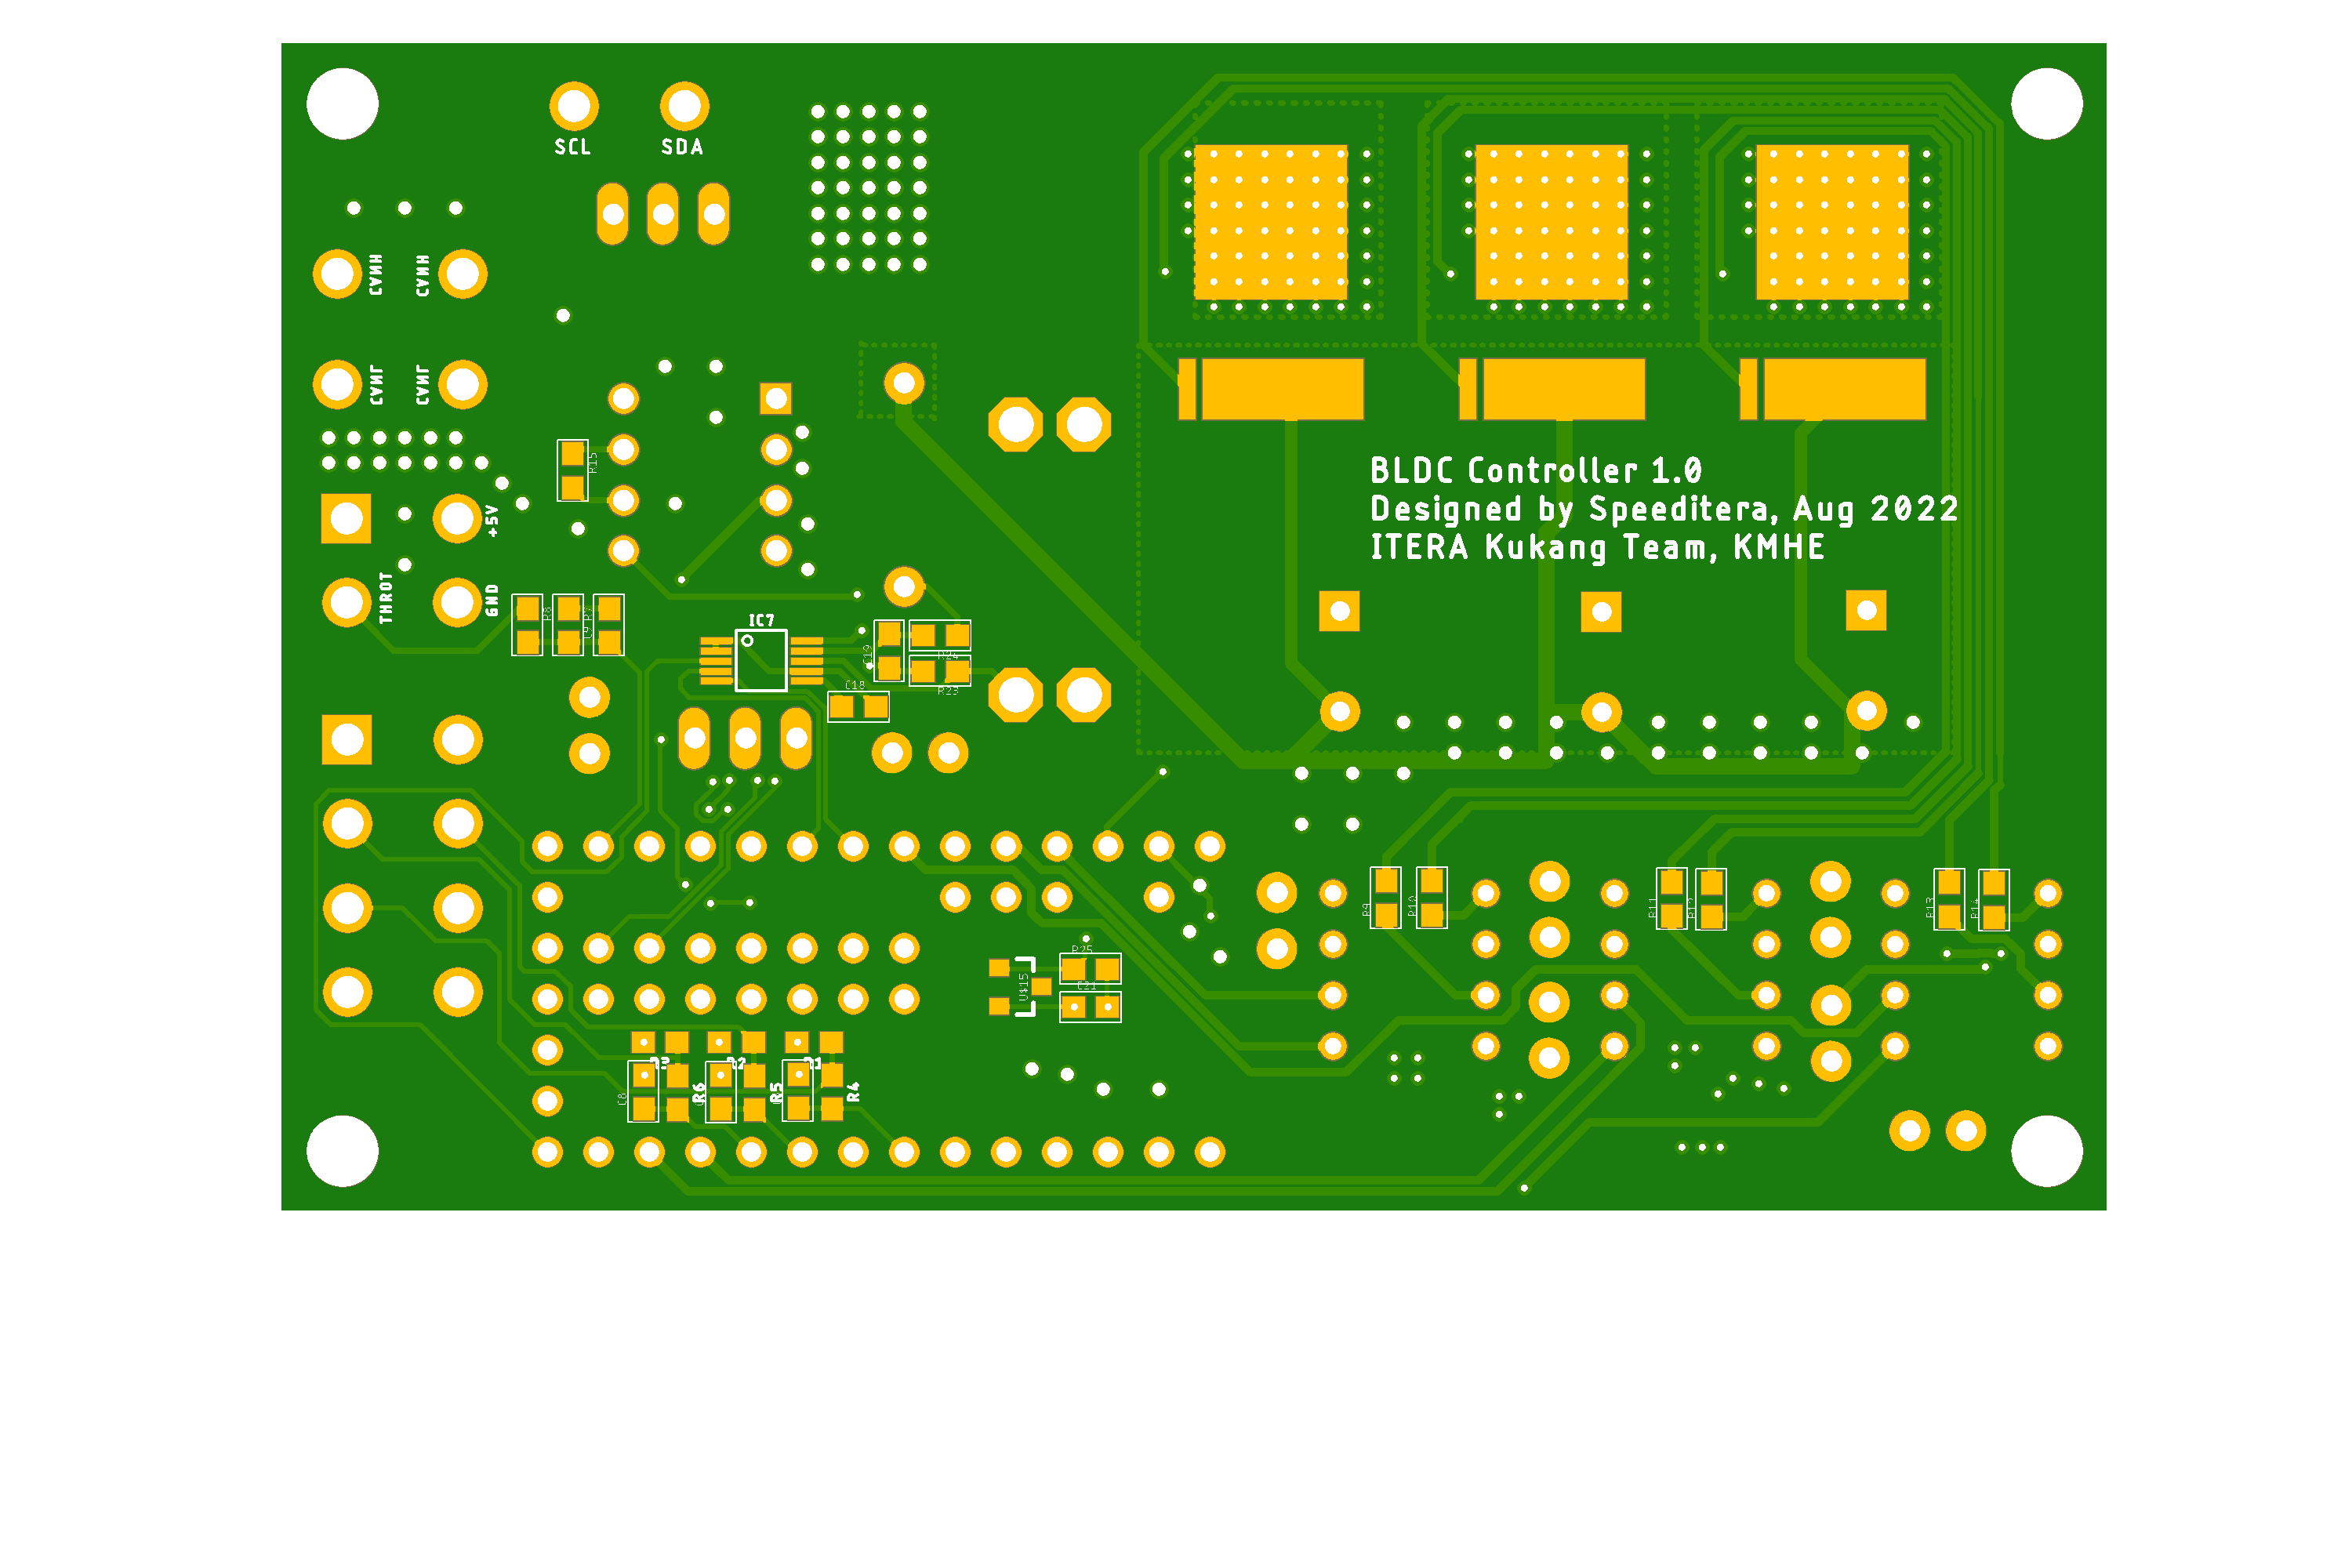 SCL
SDA
CANH
CANH
CANL
CANL
R15
+5V
THROT
GND
R8
C9
R7
IC7
C19
R24
R23
C18
BLDC Controller 1.0
Designed by Speeditera, Aug 2022
ITERA Kukang Team, KMHE
R9
R10
R11
R12
R13
R14
R25
C21
U$15
C8
R6
R5
R4